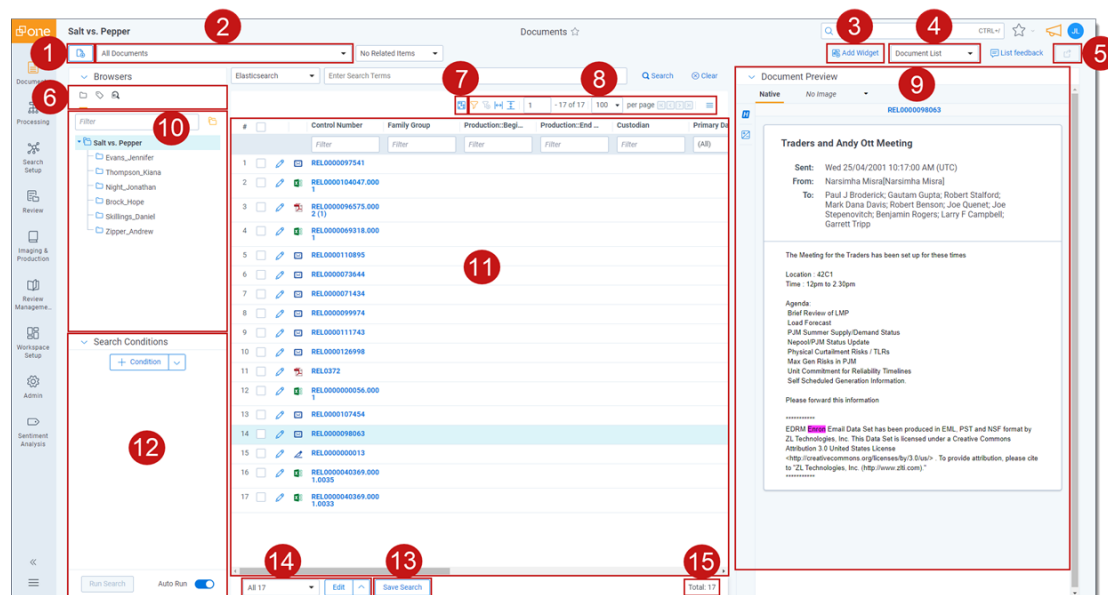 one
Salt vs. Pepper
2
Documents
3
4
CTRL+/
JL
1
All Documents
No Related Items
Add Widget
Document List
List feedback
5
Documents
Browsers
Elasticsearch
Enter Search Terms
Search
Clear
Document Preview
6
7
8
9
Native
No Image
1
- 17 of 17
100
per page
REL0000098063
Processing
Filter
10
#
Control Number
Family Group
Production::Begi...
Production::End ...
Custodian
Primary Da
Filter
Filter
Filter
Filter
Filter
(All)
Salt vs. Pepper
Evans_Jennifer
Thompson_Kiana
Night_Jonathan
Brock_Hope
Skillings_Daniel
Zipper_Andrew
Search
Setup
Review
Imaging &
Production
Review
Manageme...
Workspace
Setup
Admin
Sentiment
Analysis
1 REL0000097541
2 REL0000104047.000
1
3 REL0000096575.000
2 (1)
4 REL0000069318.000
1
5 REL0000110895
6 REL0000073644
7 REL0000071434
8 REL0000099974
9 REL0000111743
10 REL0000126998
11 REL0372
12 REL0000000056.000
1
13 REL0000107454
14 REL0000098063
15 REL0000000013
16 REL0000040369.000
1.0035
17 REL0000040369.000
1.0033
11
Traders and Andy Ott Meeting
Sent: Wed 25/04/2001 10:17:00 AM (UTC)
From: Narsimha Misra[Narsimha Misra]
To: Paul J Broderick; Gautam Gupta; Robert Stalford;
Mark Dana Davis; Robert Benson; Joe Quenet; Joe
Stepenovitch; Benjamin Rogers; Larry F Campbell;
Garrett Tripp
The Meeting for the Traders has been set up for these times
Location : 42C1
Time : 12pm to 2:30pm
Agenda:
Brief Review of LMP
Load Forecast
PJM Summer Supply/Demand Status
Nepool/PJM Status Update
Physical Curtailment Risks / TLRs
Max Gen Risks in PJM
Unit Commitment for Reliability Timelines
Self Scheduled Generation Information.
Please forward this information
***********
EDRM Enron Email Data Set has been produced in EML, PST and NSF format by
ZL Technologies, Inc. This Data Set is licensed under a Creative Commons
Attribution 3.0 United States License
<http://creativecommons.org/licenses/by/3.0/us/> . To provide attribution, please cite
to "ZL Technologies, Inc. (http://www.zlti.com)."
***********
Search Conditions
Condition
12
Run Search
Auto Run
14
13
15
All 17
Edit
Save Search
Total: 17